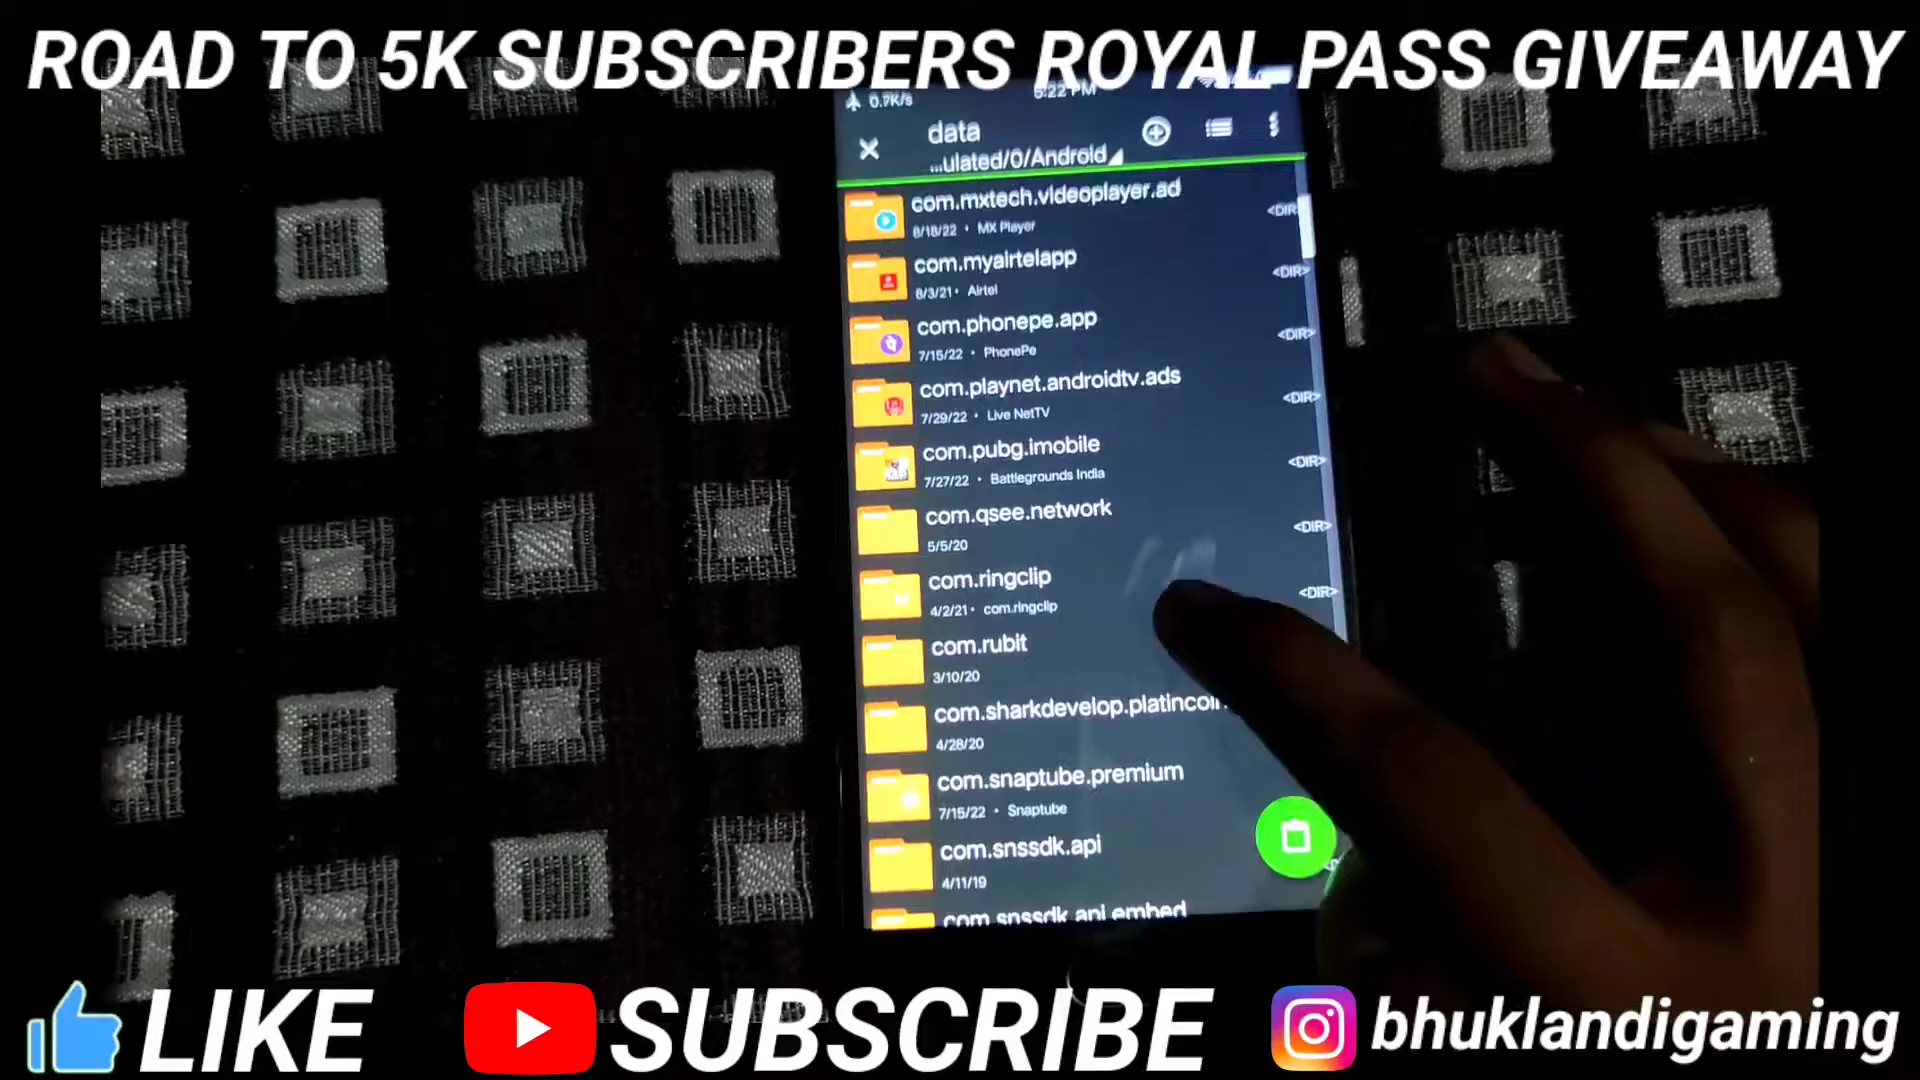 ROAD TO 5K SUBSCRIBERS ROYAL PASS GIVEAWAY
0.7K/s
5:22 PM
data
...ulated/0/Android
com.mxtech.videoplayer.ad
8/18/22 • MX Player
<DIR>
com.myairtelapp
8/3/21 • Airtel
<DIR>
com.phonepe.app
7/15/22 • PhonePe
<DIR>
com.playnet.androidtv.ads
7/29/22 • Live NetTV
<DIR>
com.pubg.imobile
7/27/22 • Battlegrounds India
<DIR>
com.qsee.network
5/5/20
<DIR>
com.ringclip
4/2/21 • com.ringclip
<DIR>
com.rubit
3/10/20
com.sharkdevelop.platincoin
4/28/20
com.snaptube.premium
7/15/22 • Snaptube
com.snssdk.api
4/11/19
com.snssdk.api.embed
LIKE
SUBSCRIBE
bhuklandigaming